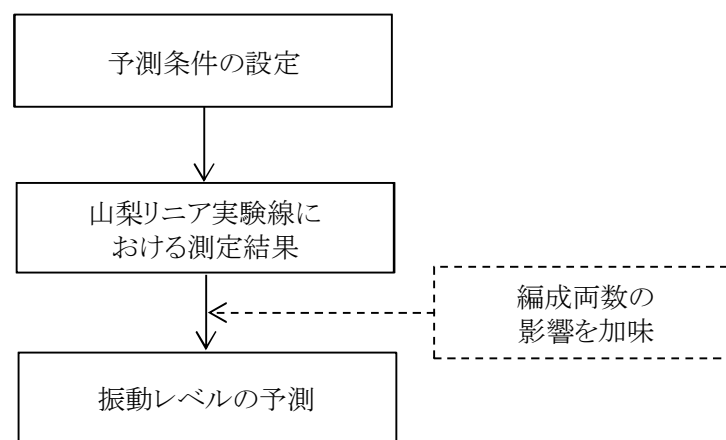 予測条件の設定
山梨リニア実験線に
おける測定結果
編成両数の
影響を加味
振動レベルの予測